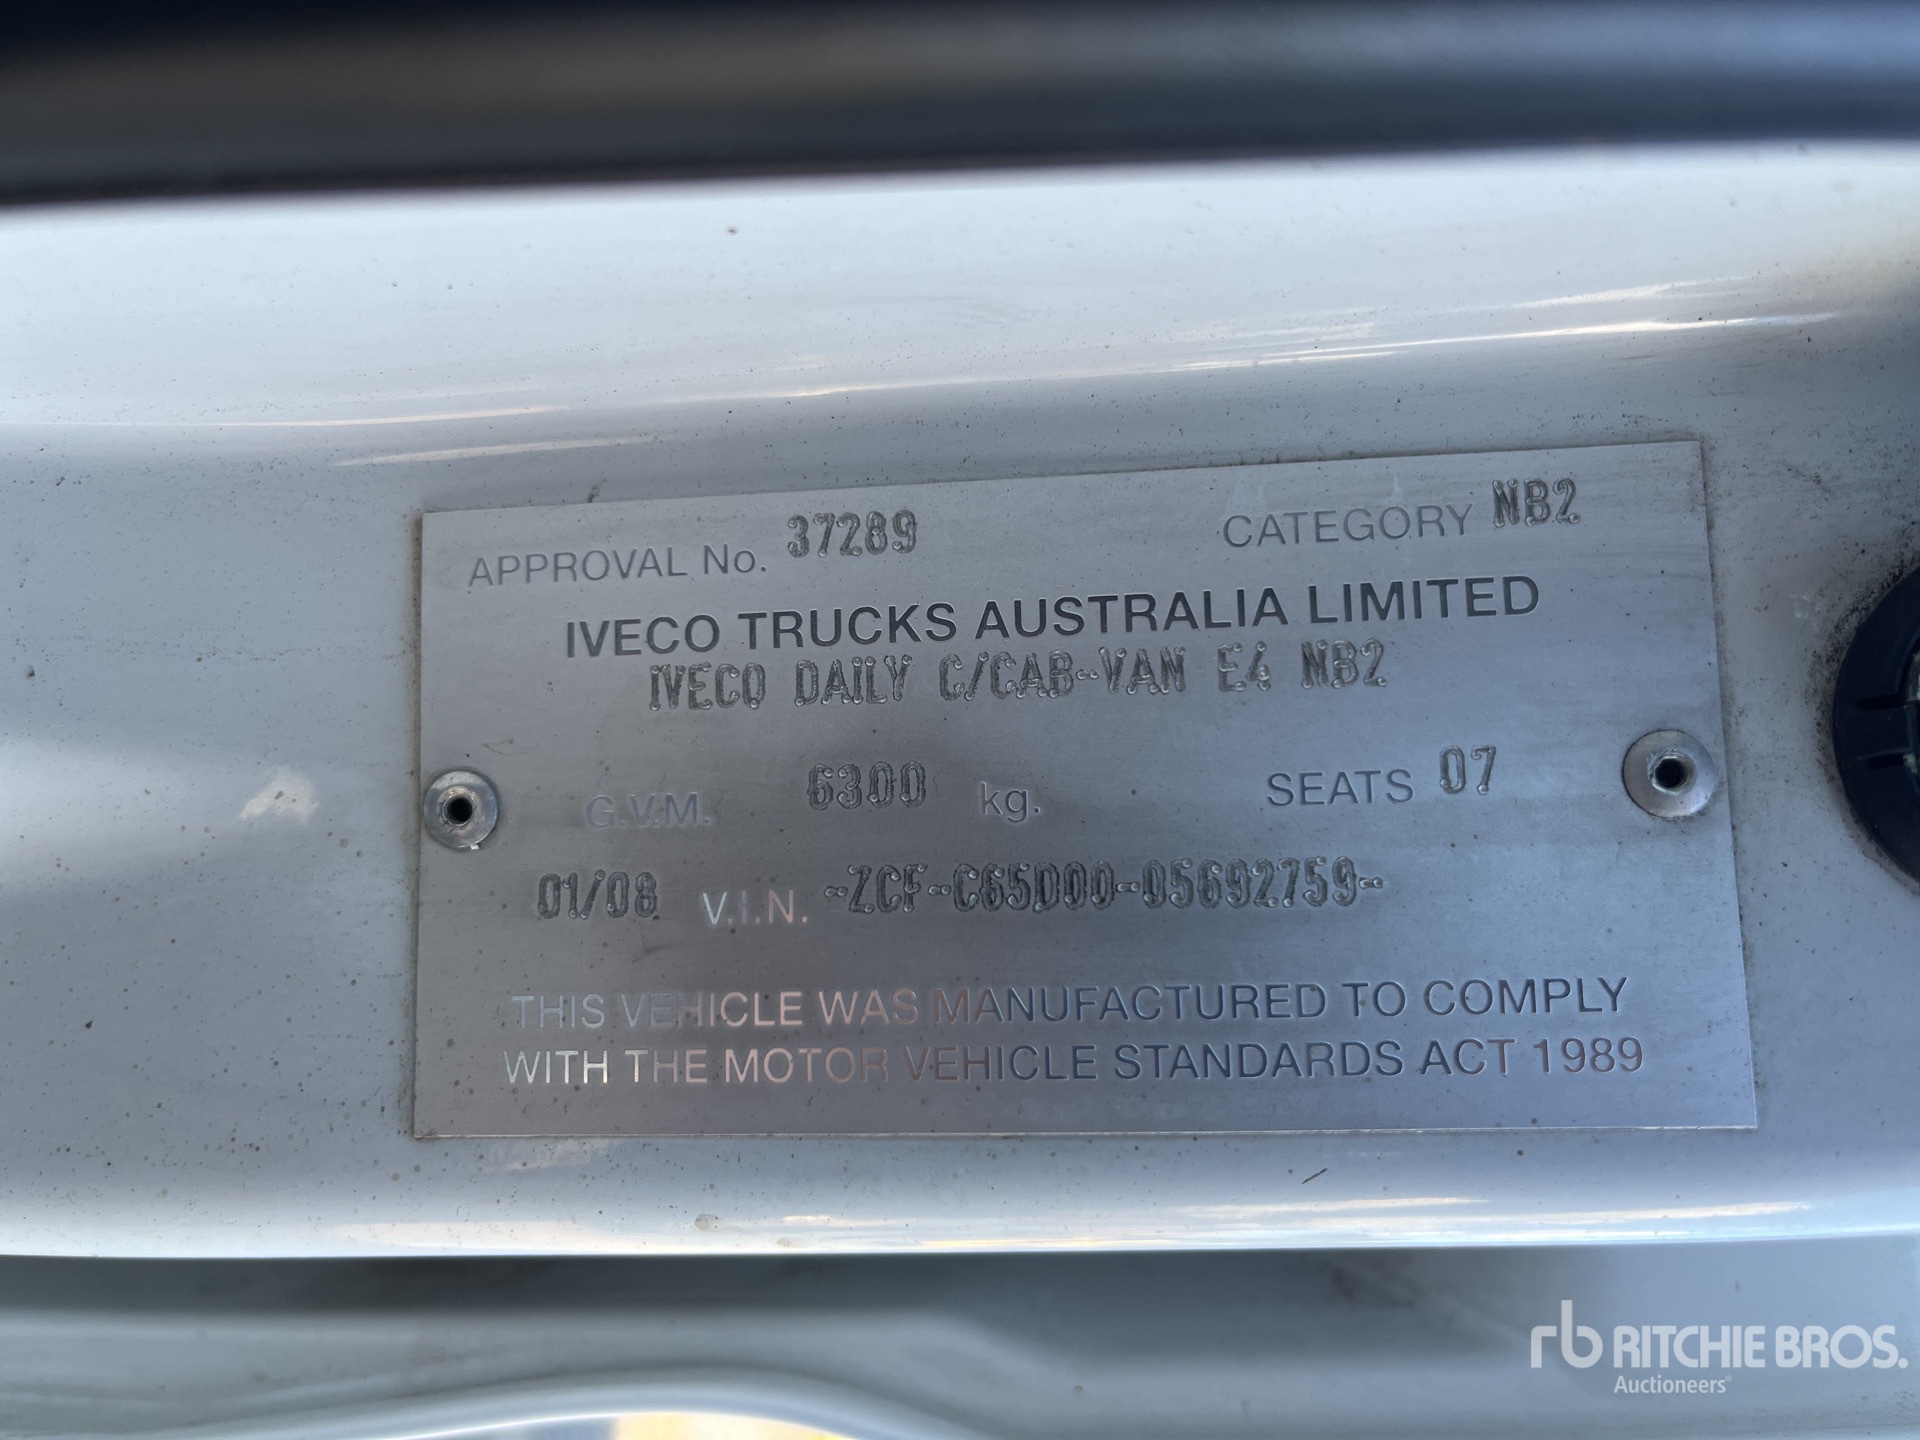 APPROVAL No. 37289 CATEGORY NB2
IVECO TRUCKS AUSTRALIA LIMITED
IVECO DAILY C/CAB-VAN E4 NB2
G.V.M. 6300 kg. SEATS 07
01/08 V.I.N. -ZCF-C65D00-05692759-
THIS VEHICLE WAS MANUFACTURED TO COMPLY
WITH THE MOTOR VEHICLE STANDARDS ACT 1989
rb RITCHIE BROS.
Auctioneers